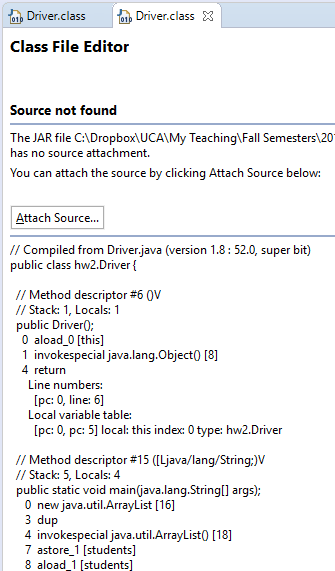 Driver.class
Driver.class
Class File Editor
Source not found
The JAR file C:\Dropbox\UCA\My Teaching\Fall Semesters\201
has no source attachment.
You can attach the source by clicking Attach Source below:
Attach Source...
// Compiled from Driver.java (version 1.8 : 52.0, super bit)
public class hw2.Driver {
// Method descriptor #6 ()V
// Stack: 1, Locals: 1
public Driver();
0 aload_0 [this]
1 invokespecial java.lang.Object() [8]
4 return
Line numbers:
[pc: 0, line: 6]
Local variable table:
[pc: 0, pc: 5] local: this index: 0 type: hw2.Driver
// Method descriptor #15 ([Ljava/lang/String;)V
// Stack: 5, Locals: 4
public static void main(java.lang.String[] args);
0 new java.util.ArrayList [16]
3 dup
4 invokespecial java.util.ArrayList() [18]
7 astore_1 [students]
8 aload_1 [students]